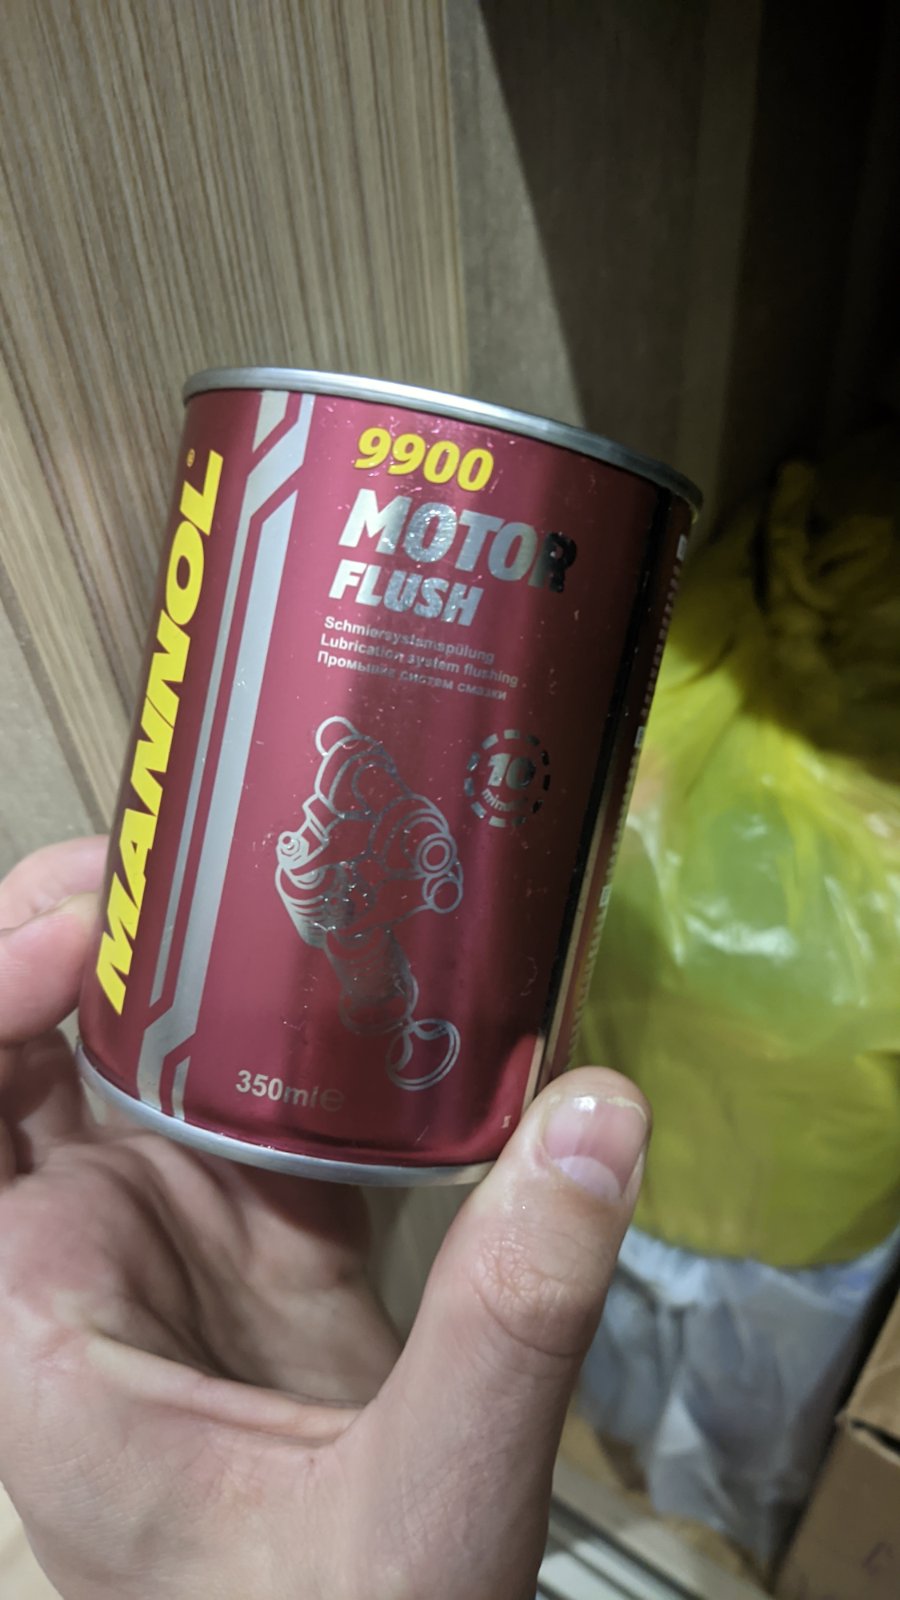 MANNOL®
9900
MOTOR
FLUSH
Schmiersystemspülung
Lubrication system flushing
Промывка систем смазки
10
350ml ℮